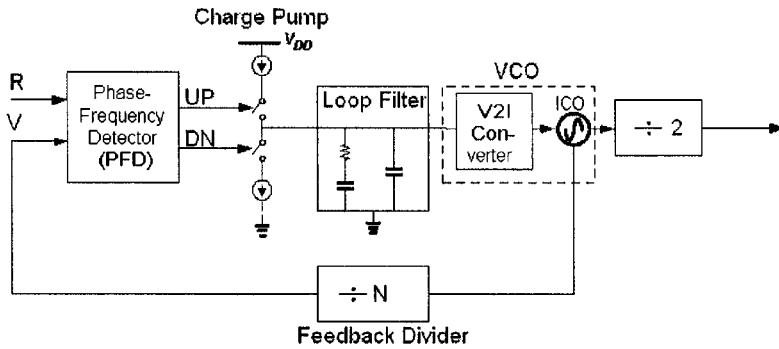 Charge Pump
VDD
R
V
Phase-
Frequency
Detector
(PFD)
UP
DN
Loop Filter
VCO
V2I
Con-
verter
ICO
÷ 2
÷ N
Feedback Divider